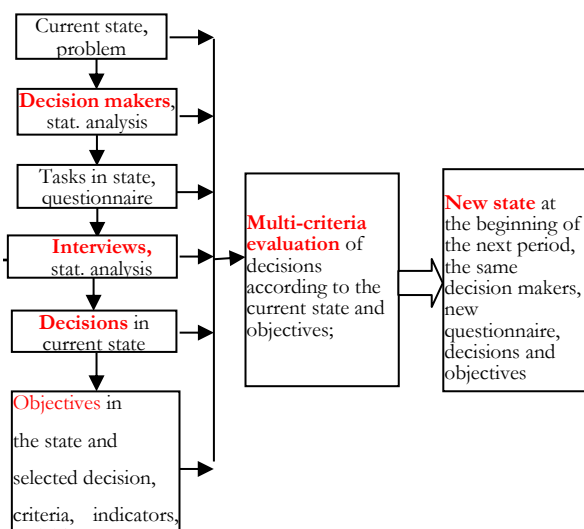 Current state,
problem
Decision makers,
stat. analysis
Tasks in state,
questionnaire
Interviews,
stat. analysis
Decisions in
current state
Objectives in
the state and
selected decision,
criteria, indicators,
Multi-criteria
evaluation of
decisions
according to the
current state and
objectives;
New state at
the beginning of
the next period,
the same
decision makers,
new
questionnaire,
decisions and
objectives